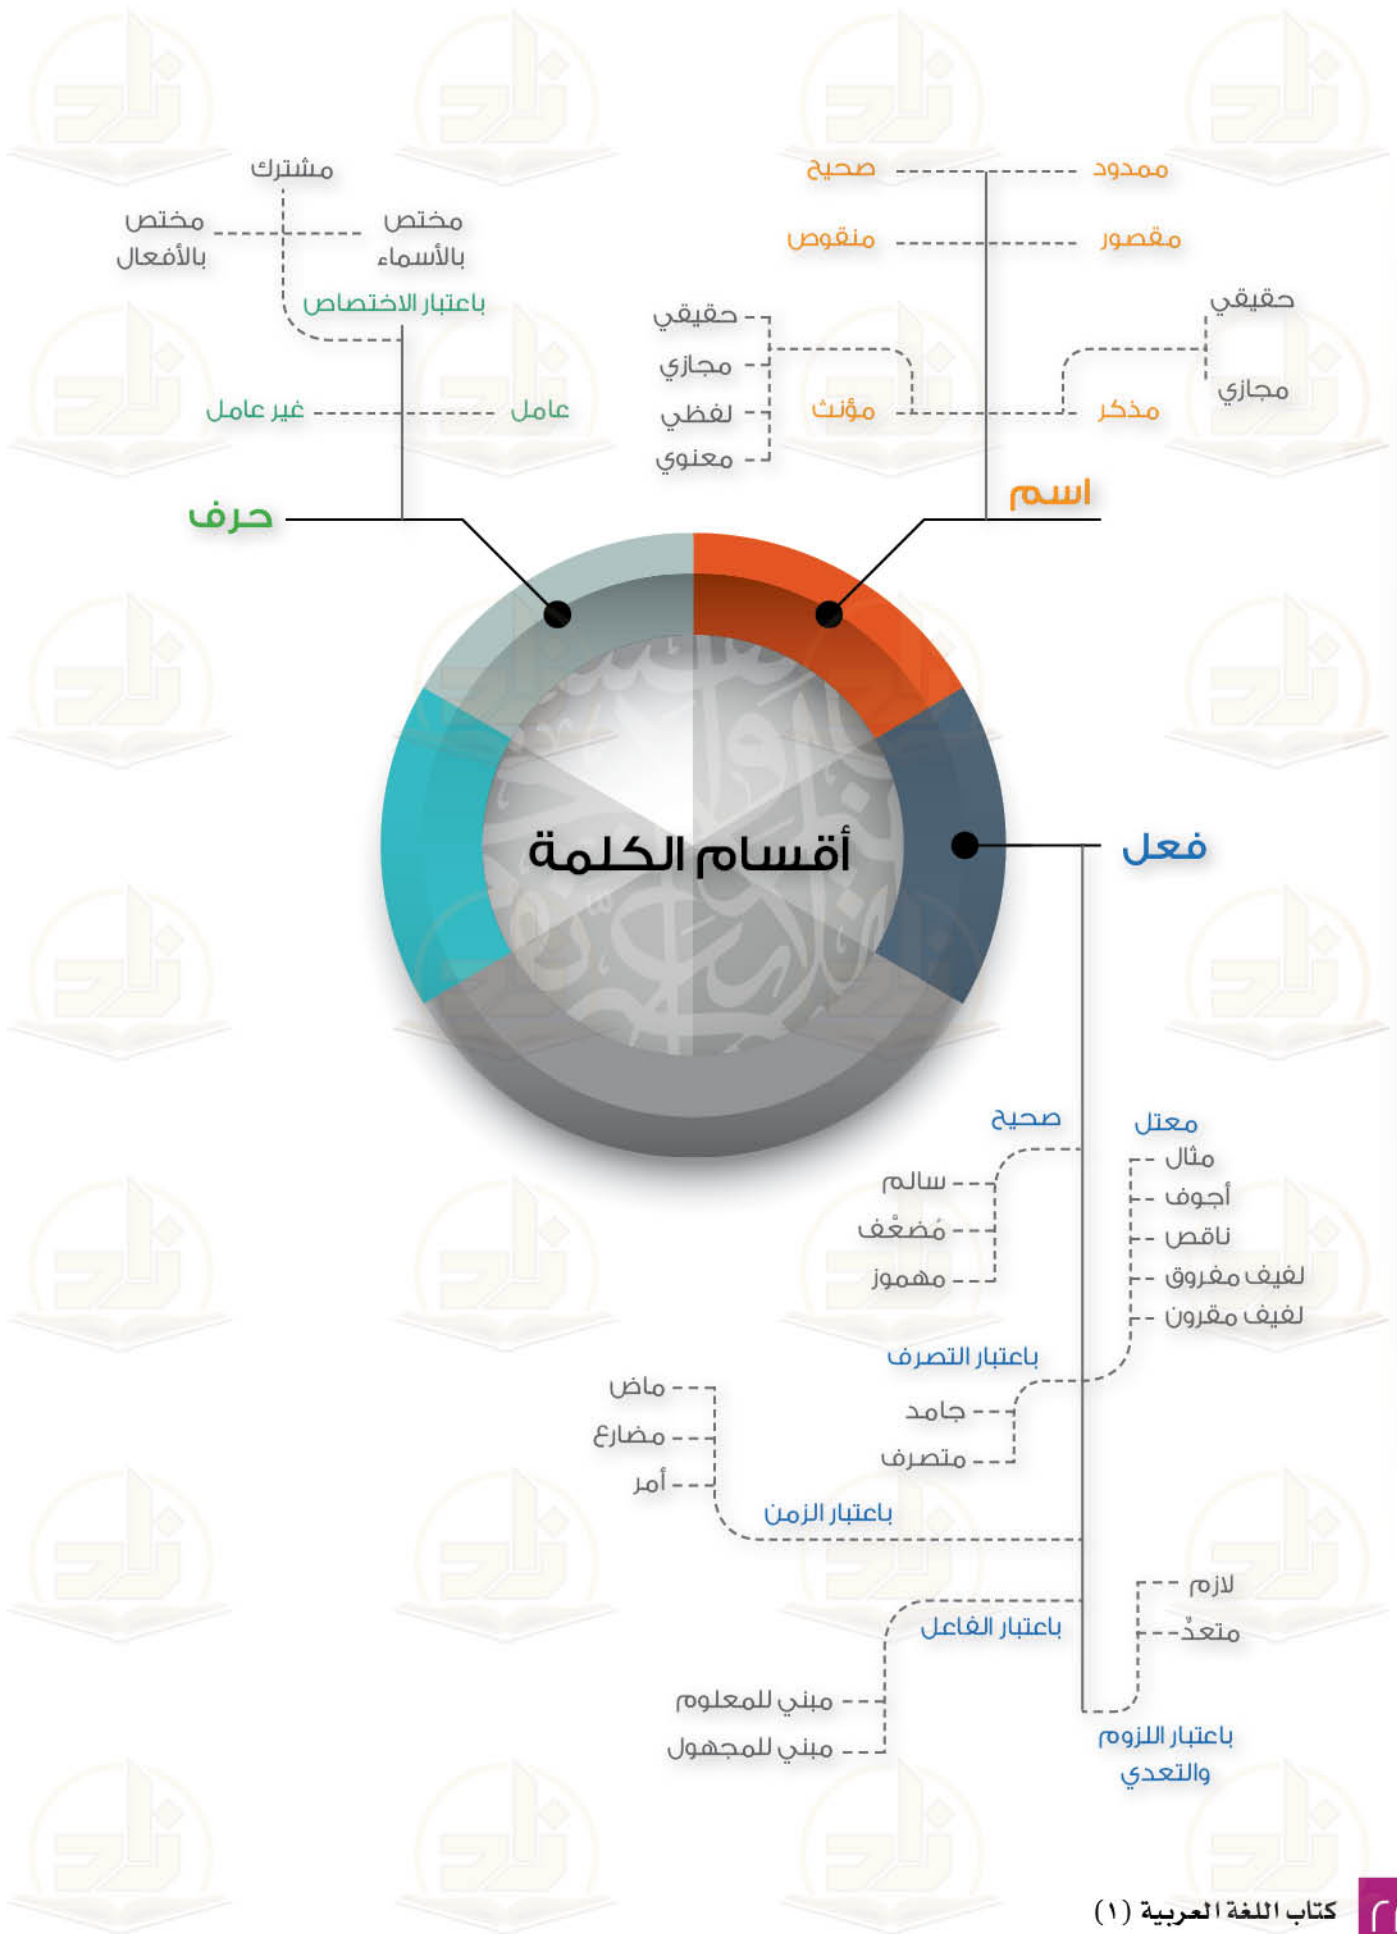 ممدود
صحيح
مقصور
منقوص
حقيقي
مجازي
مذكر
مؤنث
حقيقي
مجازي
لفظي
معنوي
اسم
مشترك
مختص
بالأسماء
مختص
بالأفعال
باعتبار الاختصاص
عامل
غير عامل
حرف
أقسام الكلمة
فعل
معتل
مثال
أجوف
ناقص
لفيف مفروق
لفيف مقرون
صحيح
سالم
مُضعْف
مهموز
باعتبار التصرف
جامد
متصرف
ماض
مضارع
أمر
باعتبار الزمن
لازم
متعدٌ
باعتبار الفاعل
مبني للمعلوم
مبني للمجهول
باعتبار اللزوم
والتعدي
كتاب اللغة العربية (١)
زاد